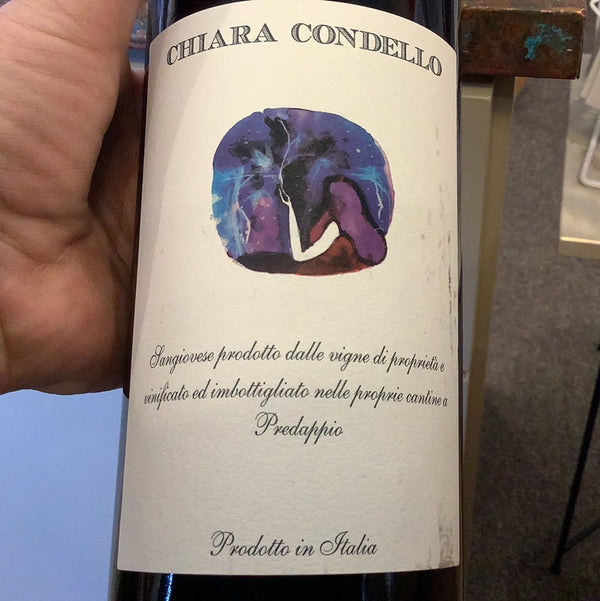 CHIARA CONDELLO
Sangiovese prodotto dalle vigne di proprietà e
vinificato ed imbottigliato nelle proprie cantine a
Predappio
Prodotto in Italia